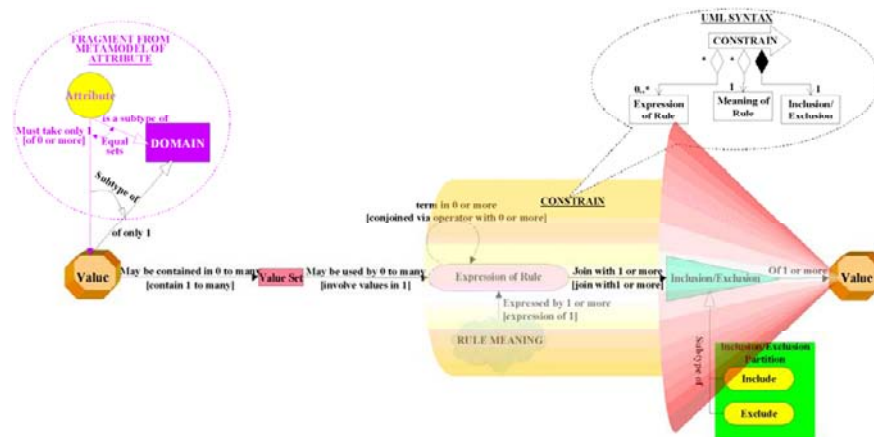 FRAGMENT FROM
METAMODEL OF
ATTRIBUTE
Attribute
is a subtype of
Must take only 1
[of 0 or more]
Equal
sets
DOMAIN
Subtype of
of only 1
Value
May be contained in 0 to many
[contain 1 to many]
Value Set
May be used by 0 to many
[involve values in 1]
term in 0 or more
[conjoined via operator with 0 or more]
CONSTRAIN
Expression of Rule
Expressed by 1 or more
[expression of 1]
RULE MEANING
Join with 1 or more
[join with1 or more]
Inclusion/Exclusion
Of 1 or more
Value
UML SYNTAX
CONSTRAIN
*
*
0..*
1
1
Expression
of Rule
Meaning of
Rule
Inclusion/
Exclusion
Subtype of
Inclusion/Exclusion
Partition
Include
Exclude